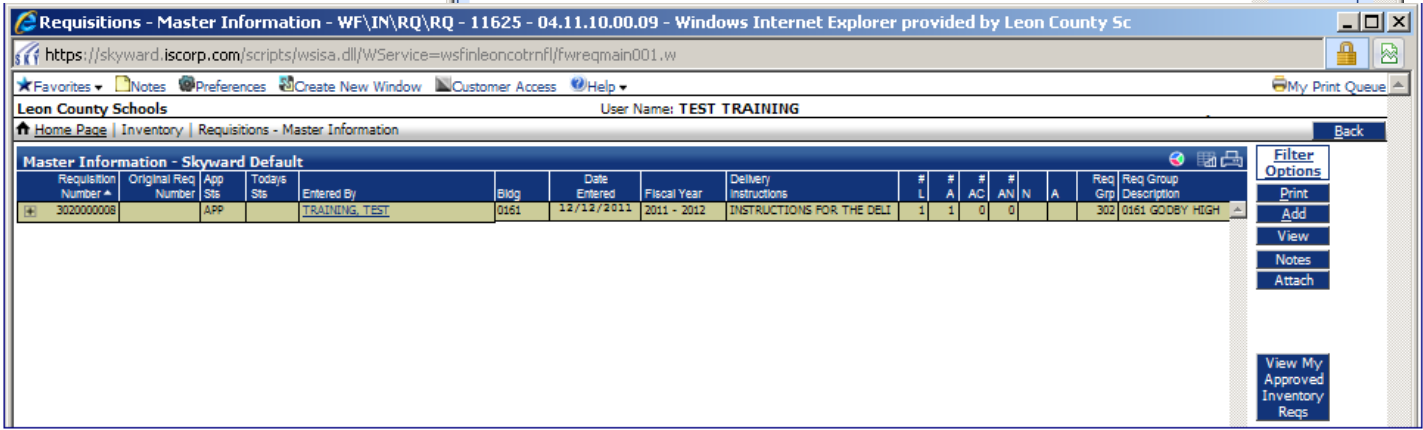 Requisitions - Master Information - WF\IN\RQ\RQ - 11625 - 04.11.10.00.09 - Windows Internet Explorer provided by Leon County Sc
https://skyward.iscorp.com/scripts/wsisa.dll/WService=wsfinleoncotrnfl/fwreqmain001.w
Favorites Notes Preferences Create New Window Customer Access Help My Print Queue
Leon County Schools User Name: TEST TRAINING
Home Page | Inventory | Requisitions - Master Information Back
Master Information - Skyward Default
Requisition Original Req App Todays Date Delivery # # # # Req Req Group
Number Number Sts Sts Entered By Bldg Entered Fiscal Year Instructions L A AC AN N A Grp Description
3020000008 APP TRAINING, TEST 0161 12/12/2011 2011 - 2012 INSTRUCTIONS FOR THE DELI 1 1 0 0 302 0161 GODBY HIGH
Filter
Options
Print
Add
View
Notes
Attach
View My
Approved
Inventory
Reqs